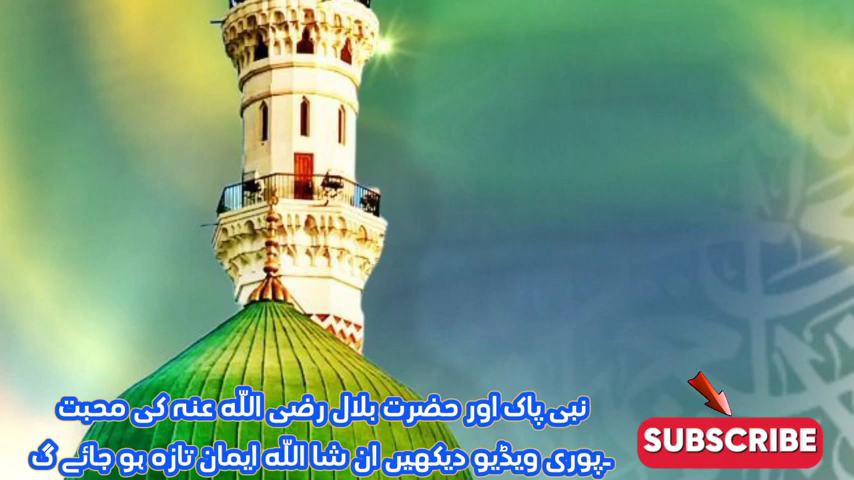 نبی پاک اور حضرت بلال رضی اللہ عنہ کی محبت
پوری ویڈیو دیکھیں ان شا اللہ ایمان تازہ ہو جائے گ۔
SUBSCRIBE